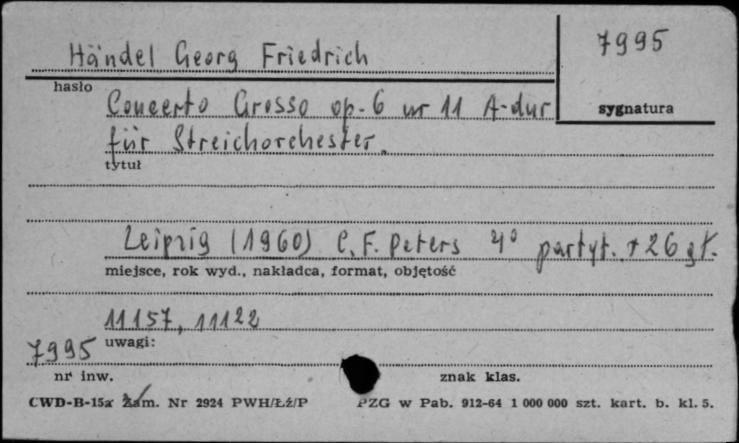 Händel Georg Friedrich
7995
hasło
sygnatura
Concerto Grosso op. 6 nr 11 A-dur
für Streichorchester.
tytuł
Leipzig (1960) C. F. Peters 4° partyt. + 26 gł.
miejsce, rok wyd., nakładca, format, objętość
11157, 11122
uwagi:
7995
nr inw.
znak klas.
CWD-B-15a Zam. Nr 2924 PWH/Łż/P PZG w Pab. 912-64 1 000 000 szt. kart. b. kl. 5.